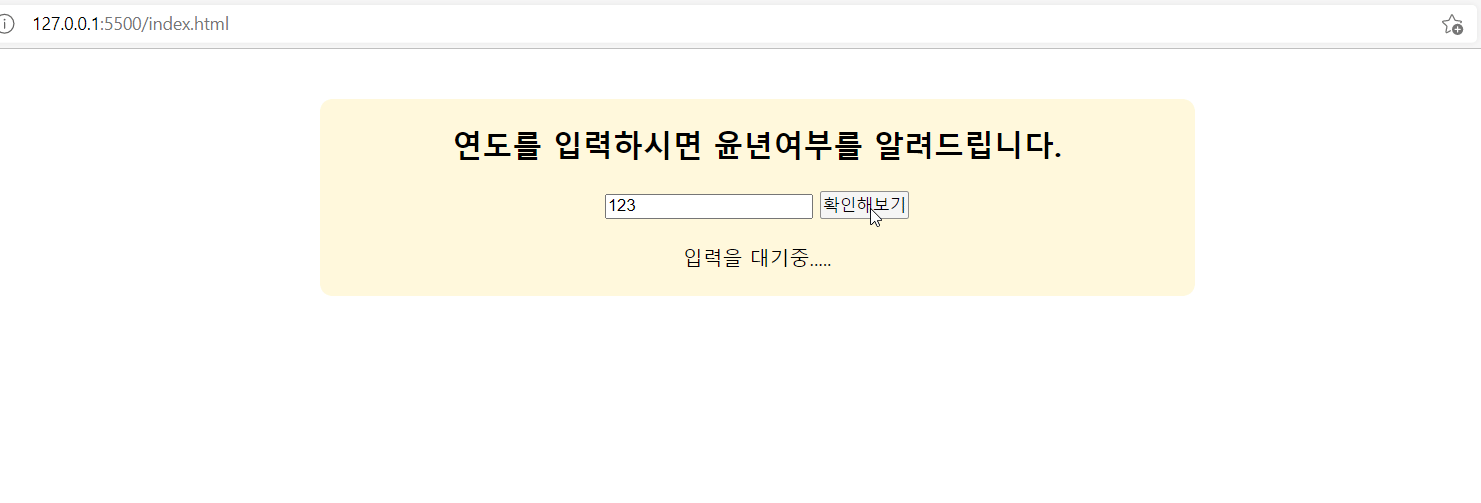 127.0.0.1:5500/index.html
연도를 입력하시면 윤년여부를 알려드립니다.
123 확인해보기
입력을 대기중.....